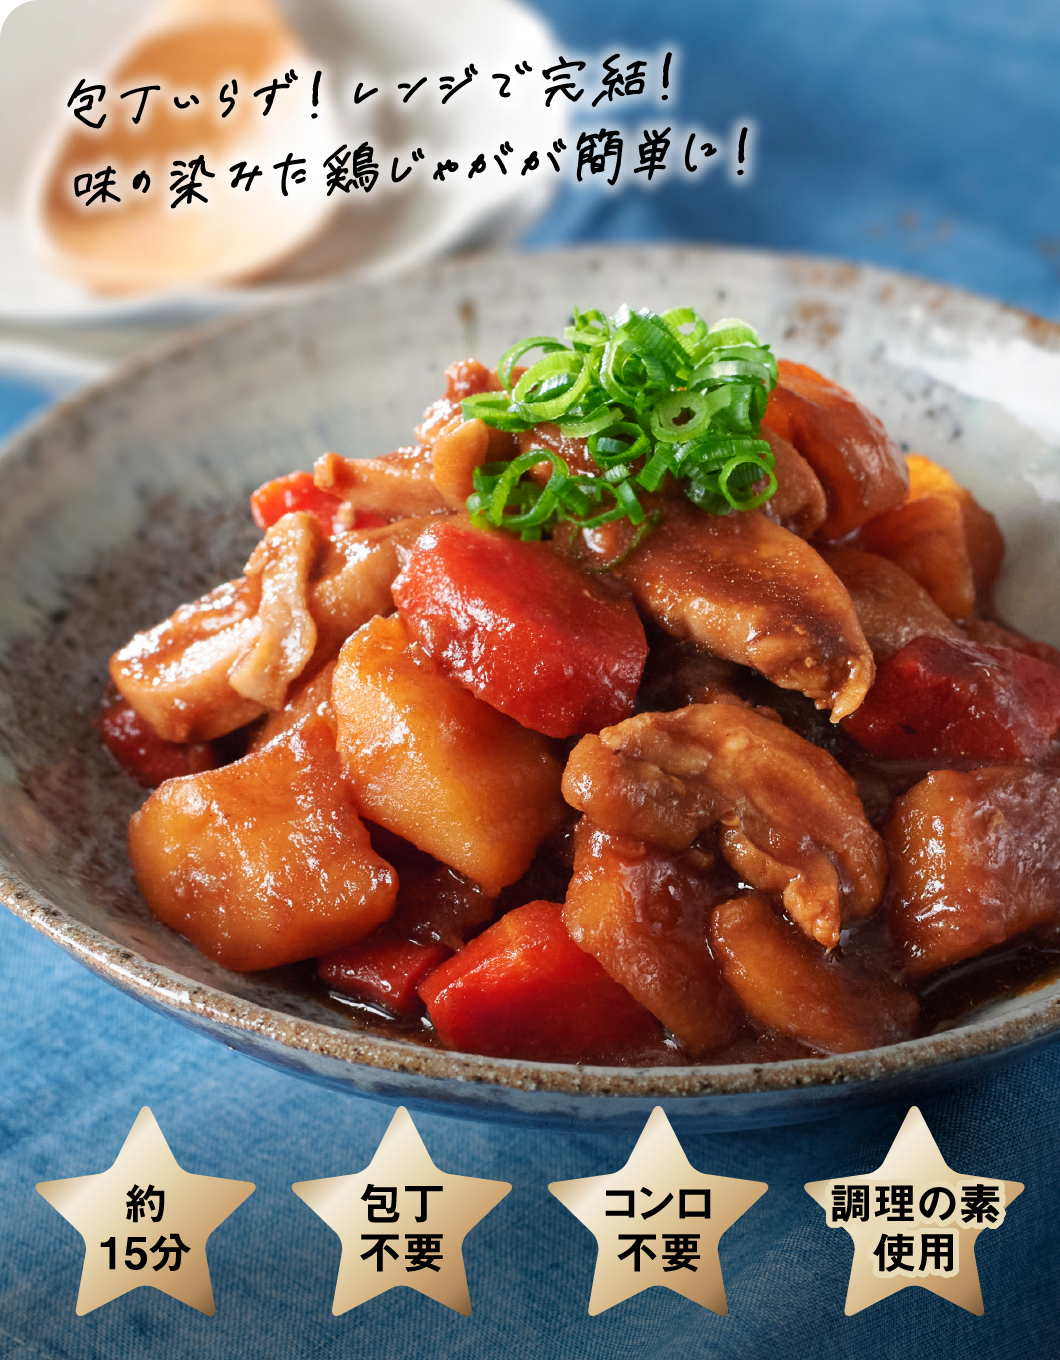 包丁いらず！レンジで完結！
味の染みた鶏じゃがが簡単に！
約
15分
包丁
不要
コンロ
不要
調理の素
使用